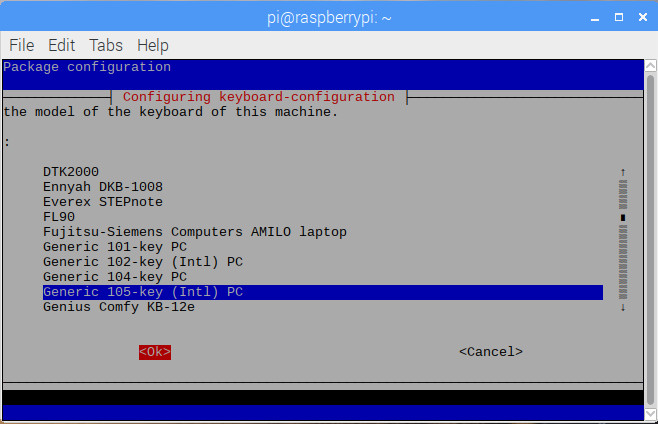 pi@raspberrypi: ~
File Edit Tabs Help
Package configuration
Configuring keyboard-configuration
the model of the keyboard of this machine.
:
DTK2000
Ennyah DKB-1008
Everex STEPnote
FL90
Fujitsu-Siemens Computers AMILO laptop
Generic 101-key PC
Generic 102-key (Intl) PC
Generic 104-key PC
Generic 105-key (Intl) PC
Genius Comfy KB-12e
<Ok> <Cancel>